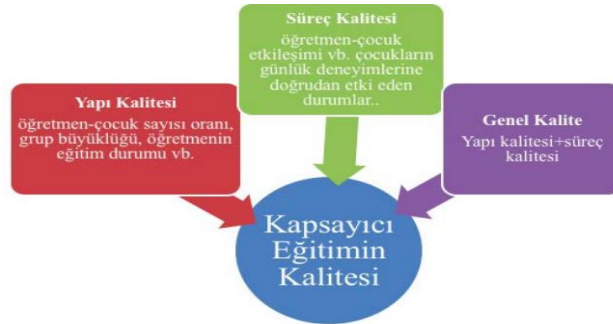 Süreç Kalitesi
öğretmen-çocuk
etkileşimi vb. çocukların
günlük deneyimlerine
doğrudan etki eden
durumlar..
Yapı Kalitesi
öğretmen-çocuk sayısı oranı,
grup büyüklüğü, öğretmenin
eğitim durumu vb.
Genel Kalite
Yapı kalitesi+süreç
kalitesi
Kapsayıcı
Eğitimin
Kalitesi